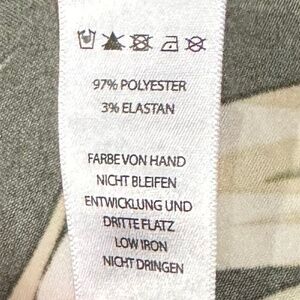 97% POLYESTER
3% ELASTAN
FARBE VON HAND
NICHT BLEIFEN
ENTWICKLUNG UND
DRITTE FLATZ
LOW IRON
NICHT DRINGEN